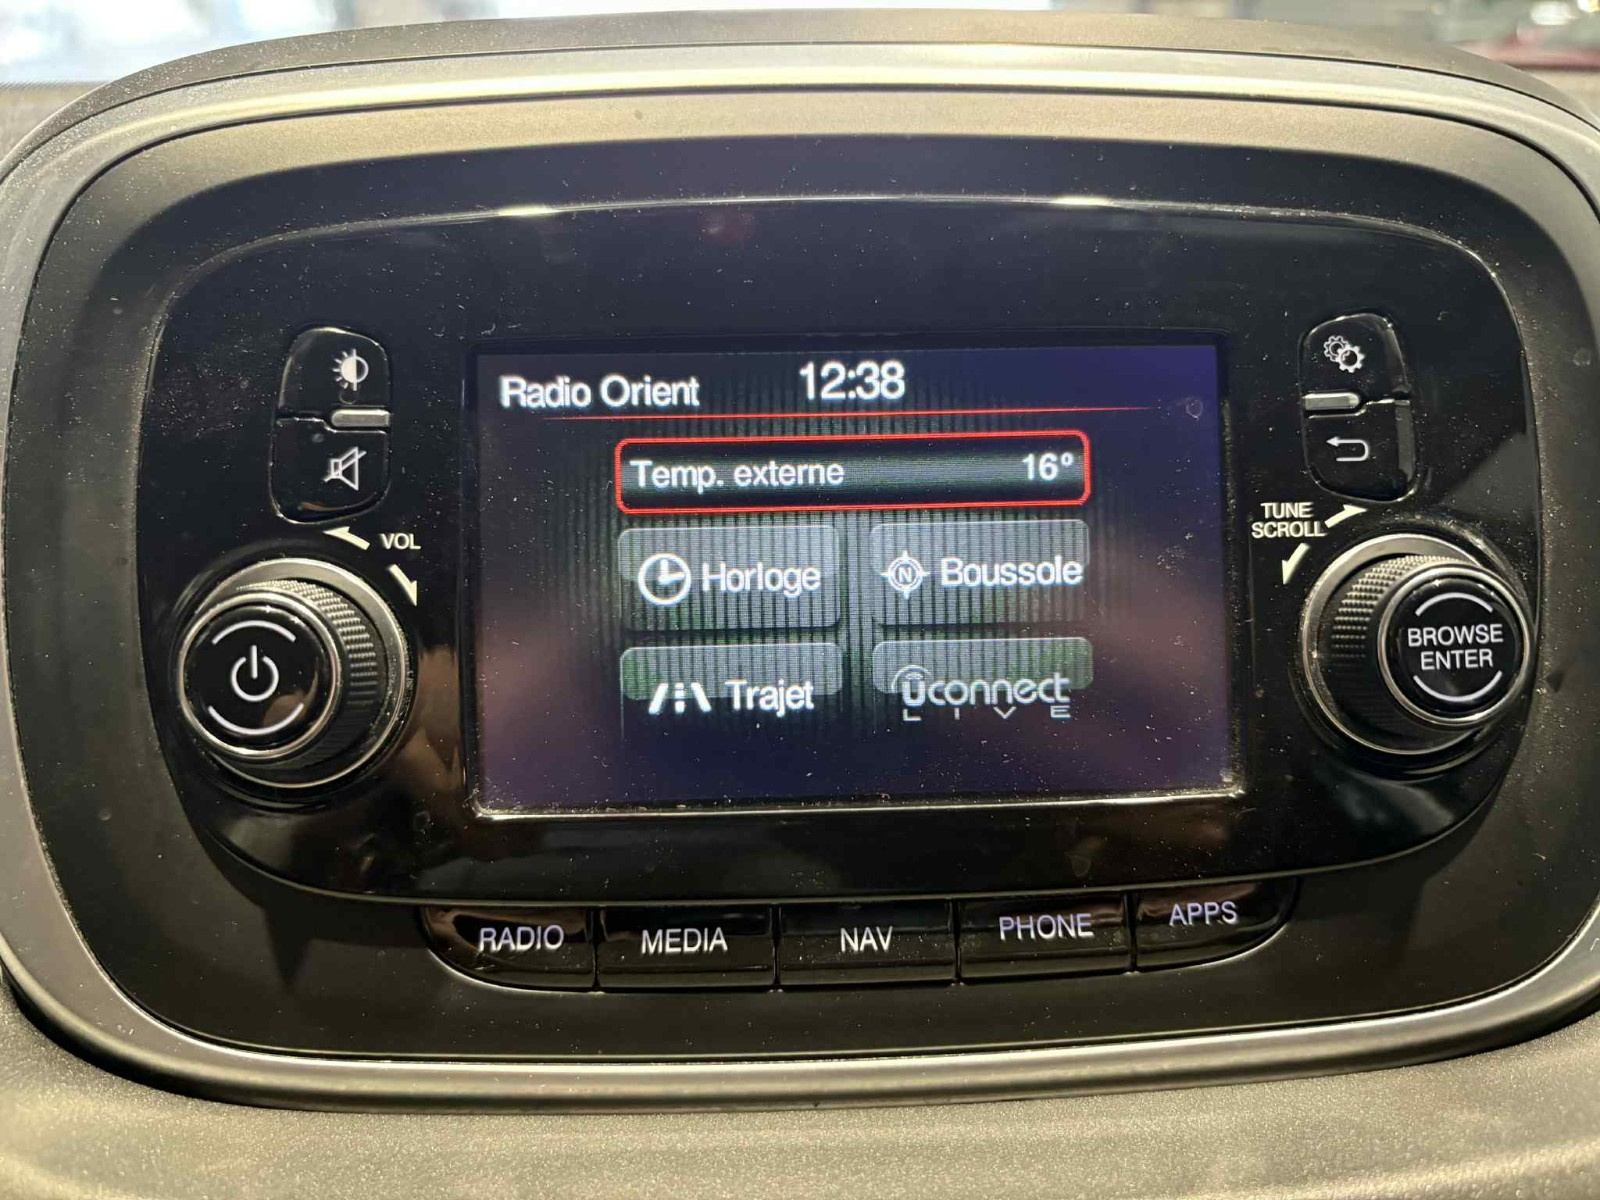 Radio Orient 12:38
Temp. externe 16°
Horloge
N Boussole
Trajet
uconnect
LIVE
VOL
TUNE
SCROLL
BROWSE
ENTER
RADIO
MEDIA
NAV
PHONE
APPS